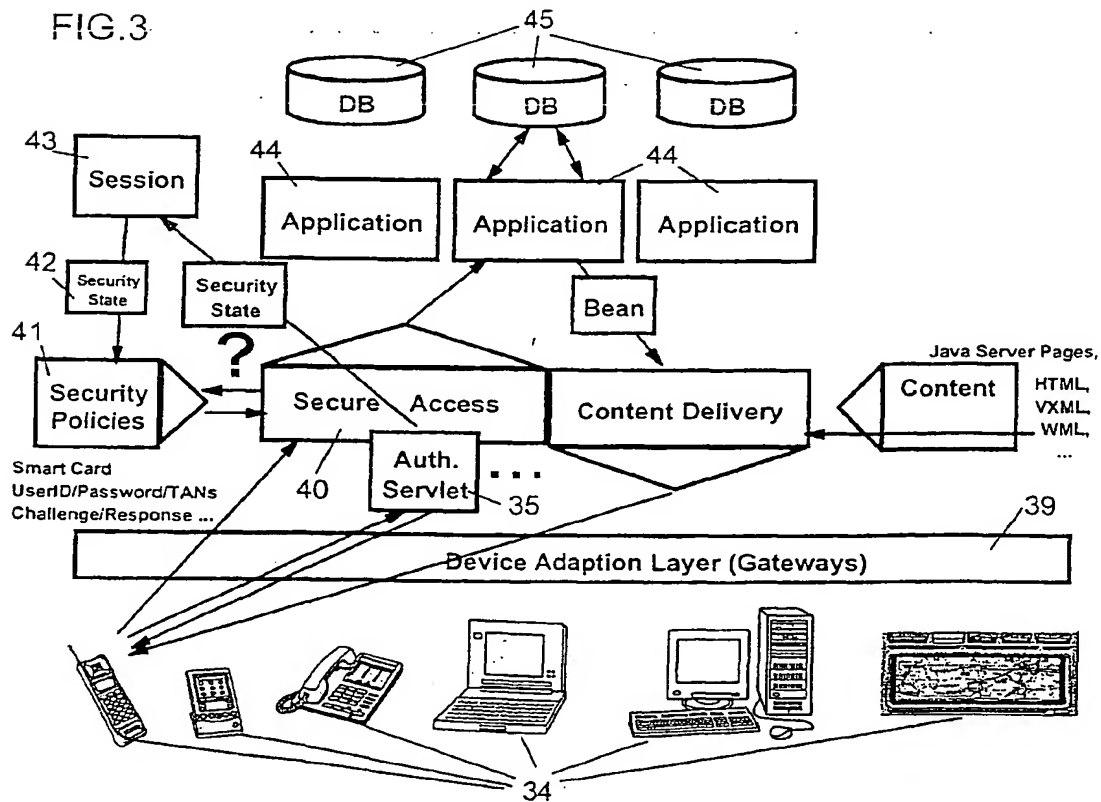 FIG.3
45
DB
DB
DB
43
Session
44
Application
Application
44
Application
42
Security
State
Security
State
Bean
41
Security
Policies
?
Secure Access
Content Delivery
Java Server Pages,
Content
HTML,
VXML,
WML,
...
Smart Card
UserID/Password/TANs
Challenge/Response ...
40
Auth.
Servlet
35
...
39
Device Adaption Layer (Gateways)
34